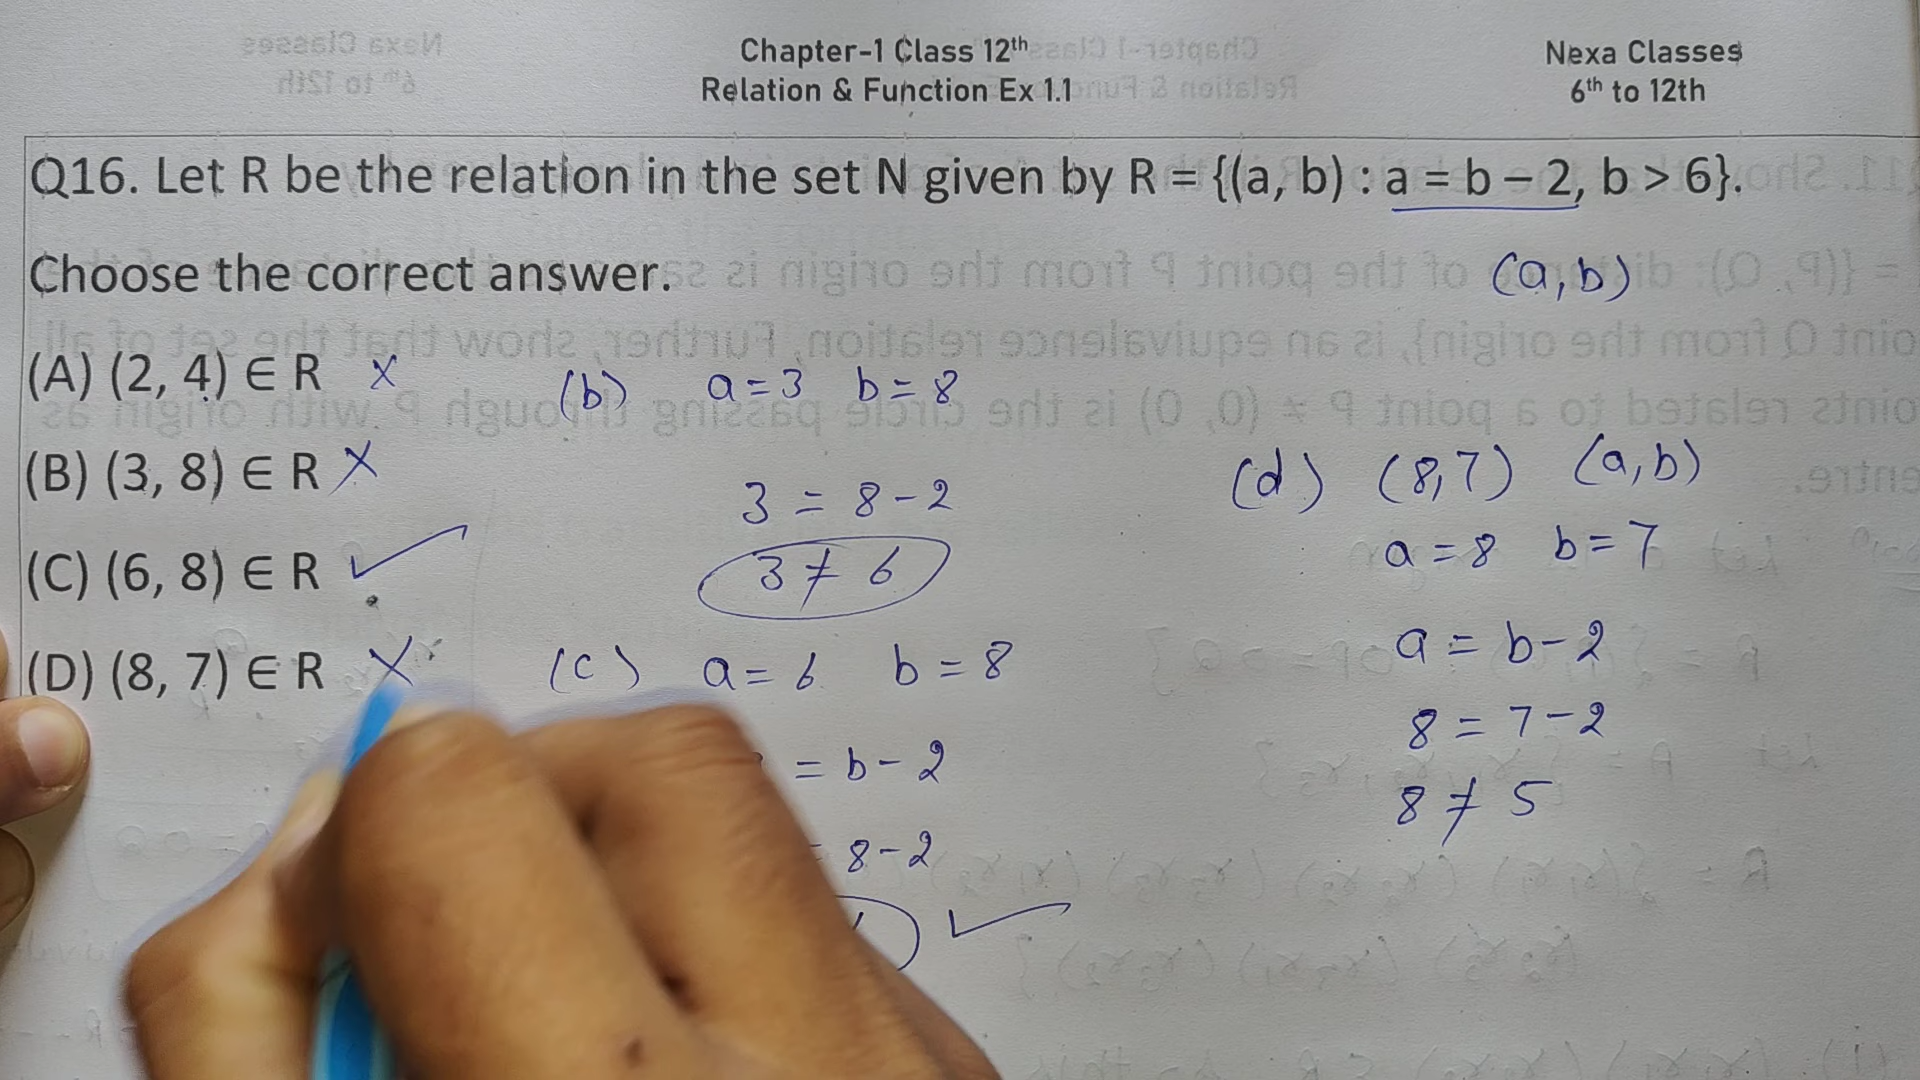 Chapter-1 Class 12th
Relation & Function Ex 1.1
Nexa Classes
6th to 12th
Q16. Let R be the relation in the set N given by R = {(a, b) : a = b – 2, b > 6}.
Choose the correct answer.
(a,b)
(A) (2, 4) ∈ R ×
(B) (3, 8) ∈ R ×
(C) (6, 8) ∈ R ✓
(D) (8, 7) ∈ R ×
(b) a = 3 b = 8
3 = 8 - 2
3 ≠ 6
(c) a = 6 b = 8
= b - 2
= 8 - 2
✓
(d) (8,7) (a,b)
a = 8 b = 7
a = b - 2
8 = 7 - 2
8 ≠ 5